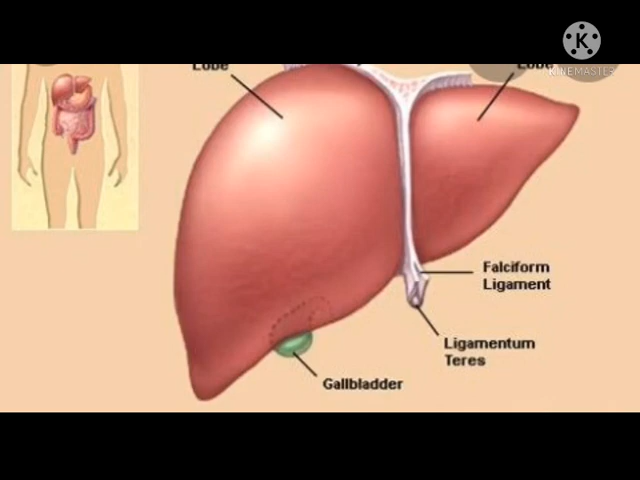 Lobe
Lobe
KINEMASTER
Falciform
Ligament
Ligamentum
Teres
Gallbladder